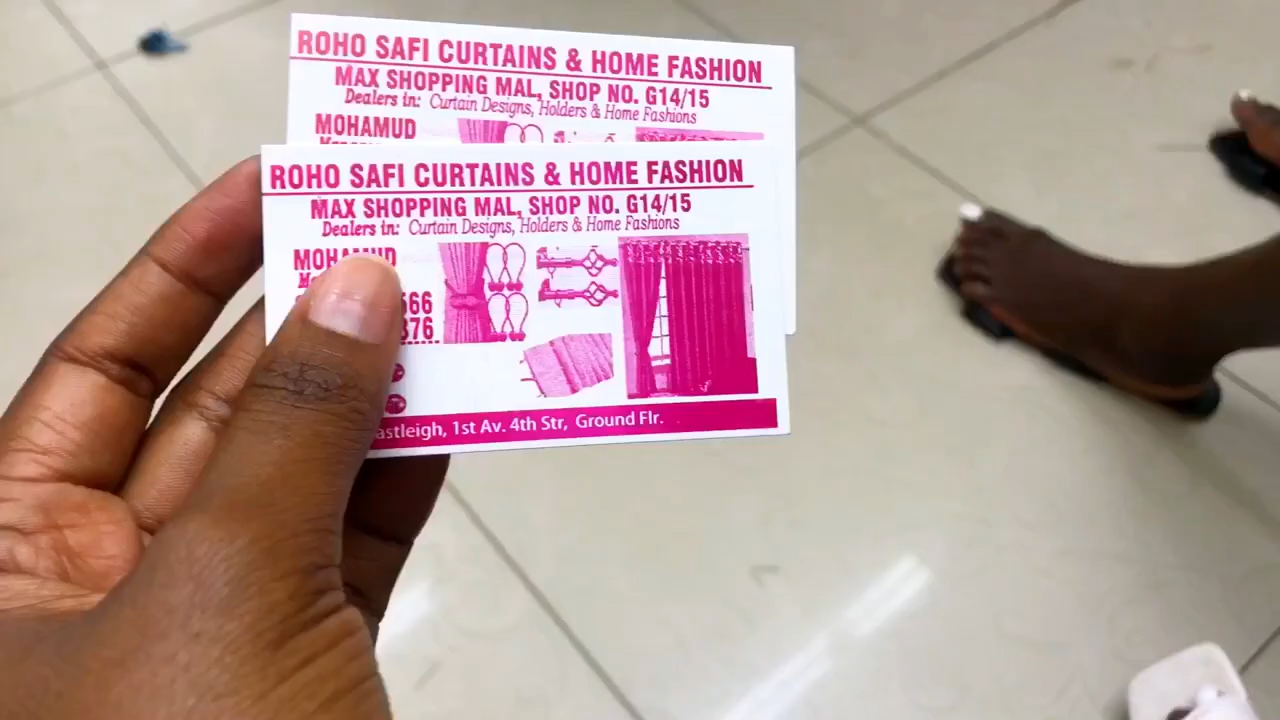 ROHO SAFI CURTAINS & HOME FASHION
MAX SHOPPING MAL, SHOP NO. G14/15
Dealers in: Curtain Designs, Holders & Home Fashions
MOHAMUD
ROHO SAFI CURTAINS & HOME FASHION
MAX SHOPPING MAL, SHOP NO. G14/15
Dealers in: Curtain Designs, Holders & Home Fashions
MOHAMUD
566
376
astleigh, 1st Av. 4th Str, Ground Flr.